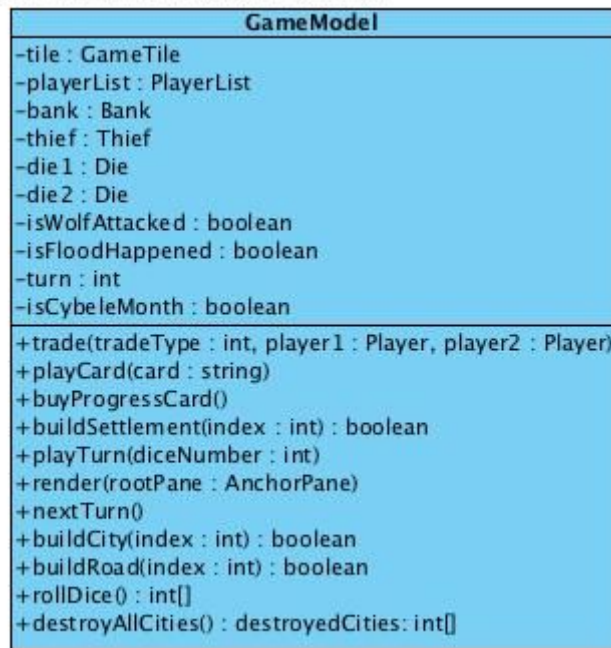 GameModel
-tile : GameTile
-playerList : PlayerList
-bank : Bank
-thief : Thief
-die1 : Die
-die2 : Die
-isWolfAttacked : boolean
-isFloodHappened : boolean
-turn : int
-isCybeleMonth : boolean
+trade(tradeType : int, player1 : Player, player2 : Player)
+playCard(card : string)
+buyProgressCard()
+buildSettlement(index : int) : boolean
+playTurn(diceNumber : int)
+render(rootPane : AnchorPane)
+nextTurn()
+buildCity(index : int) : boolean
+buildRoad(index : int) : boolean
+rollDice() : int[]
+destroyAllCities() : destroyedCities: int[]